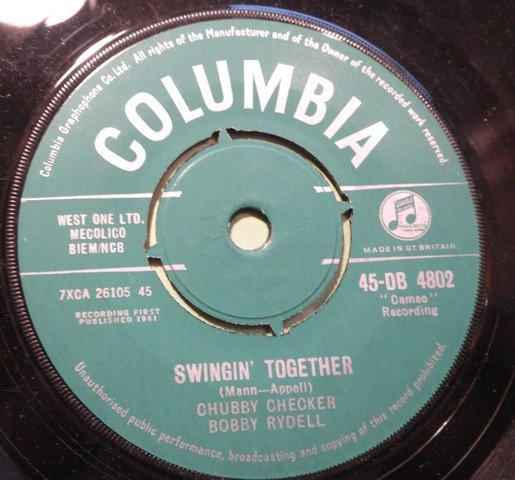 Columbia Graphophone Co. Ltd. All rights of the Manufacturer and of the Owner of the recorded work reserved.
COLUMBIA
WEST ONE LTD.
MECOLICO
BIEM/NCB
MADE IN GT. BRITAIN.
7XCA 26105 45
45-DB 4802
"Cameo"
Recording
RECORDING FIRST
PUBLISHED 1961
SWINGIN' TOGETHER
(Mann—Appell)
CHUBBY CHECKER
BOBBY RYDELL
Unauthorised public performance, broadcasting and copying of this record prohibited.